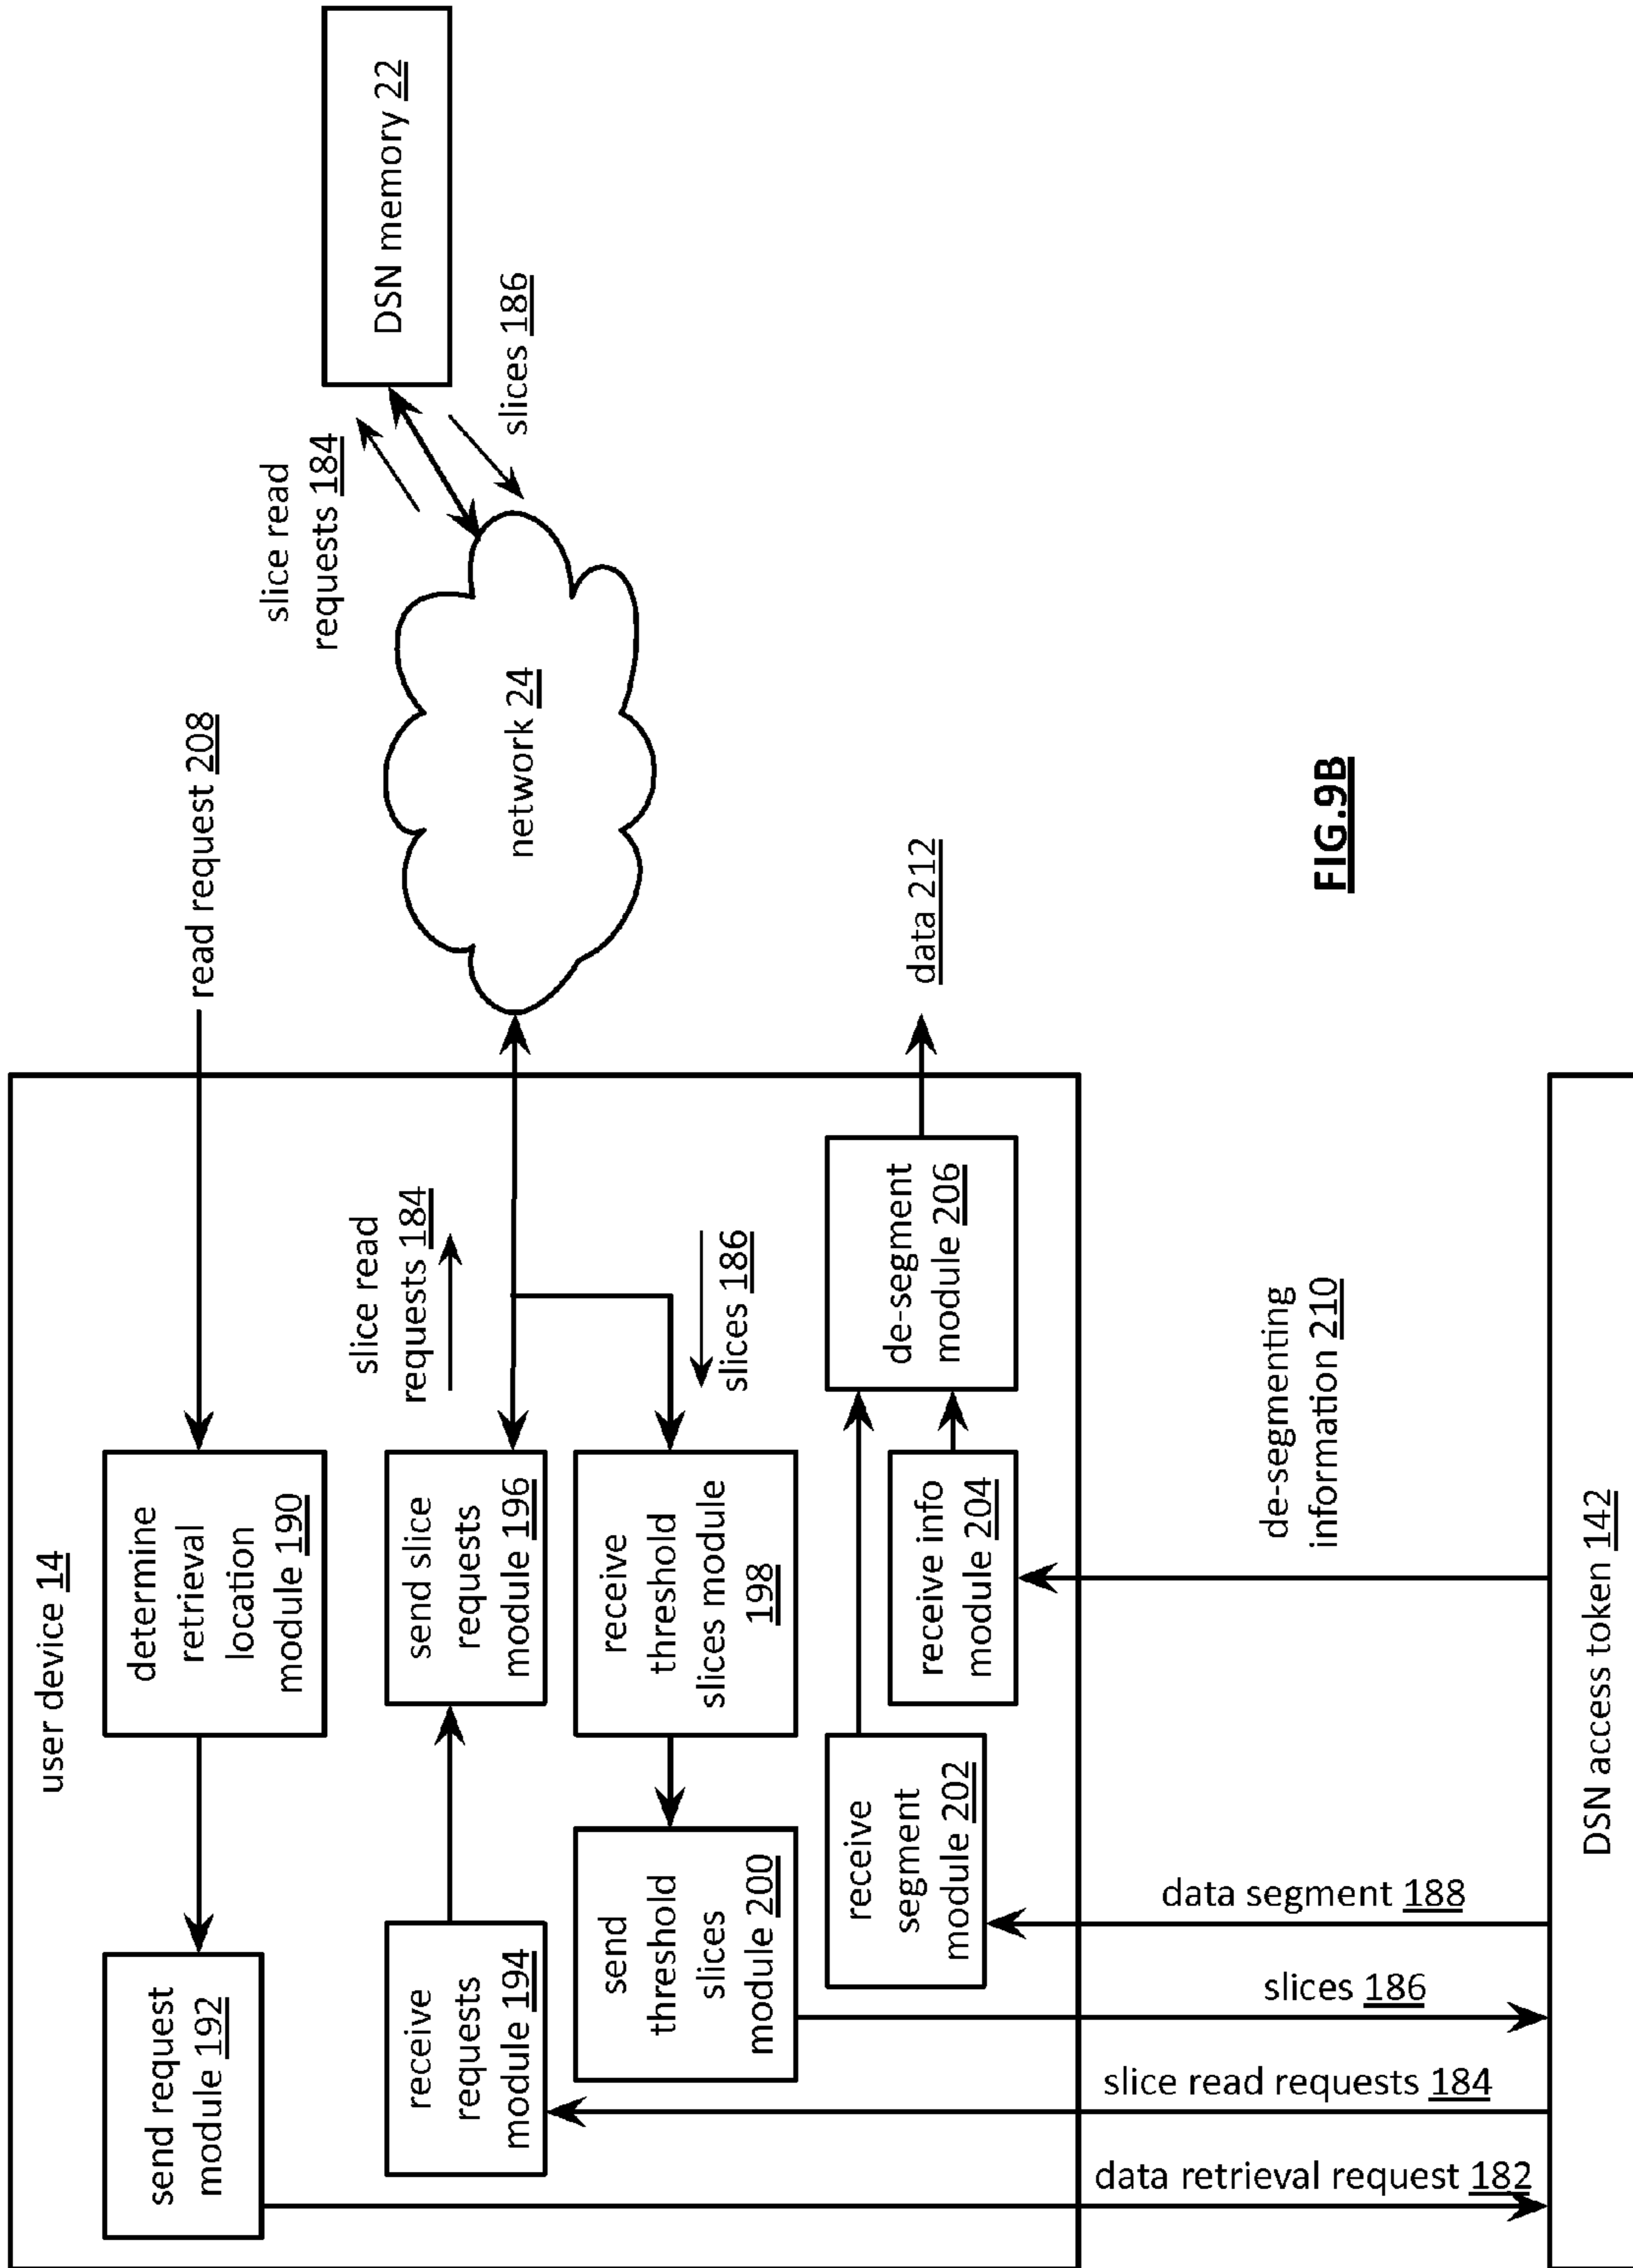 user device 14
read request 208
determine
retrieval
location
module 190
send request
module 192
slice read
requests 184
slice read
requests 184
DSN memory 22
slices 186
network 24
send slice
requests
module 196
receive
requests
module 194
slices 186
receive
threshold
slices module
198
send
threshold
slices
module 200
de-segment
module 206
data 212
receive
segment
module 202
receive info
module 204
data retrieval request 182
slice read requests 184
slices 186
data segment 188
de-segmenting
information 210
DSN access token 142
FIG.9B